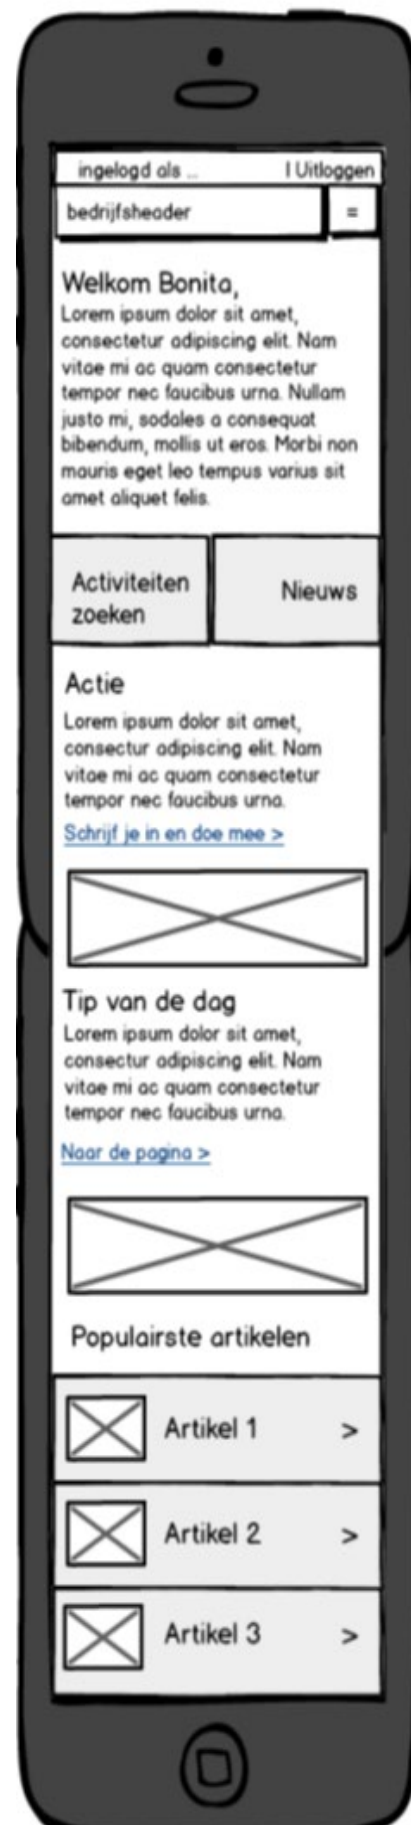 ingelogd als .. | Uitloggen
bedrijfsheader =
Welkom Bonita,
Lorem ipsum dolor sit amet,
consectetur adipiscing elit. Nam
vitae mi ac quam consectetur
tempor nec faucibus urna. Nullam
justo mi, sodales a consequat
bibendum, mollis ut eros. Morbi non
mauris eget leo tempus varius sit
amet aliquet felis.
Activiteiten
zoeken
Nieuws
Actie
Lorem ipsum dolor sit amet,
consectur adipiscing elit. Nam
vitae mi ac quam consectetur
tempor nec faucibus urna.
Schrijf je in en doe mee >
Tip van de dag
Lorem ipsum dolor sit amet,
consectur adipiscing elit. Nam
vitae mi ac quam consectetur
tempor nec faucibus urna.
Naar de pagina >
Populairste artikelen
Artikel 1 >
Artikel 2 >
Artikel 3 >